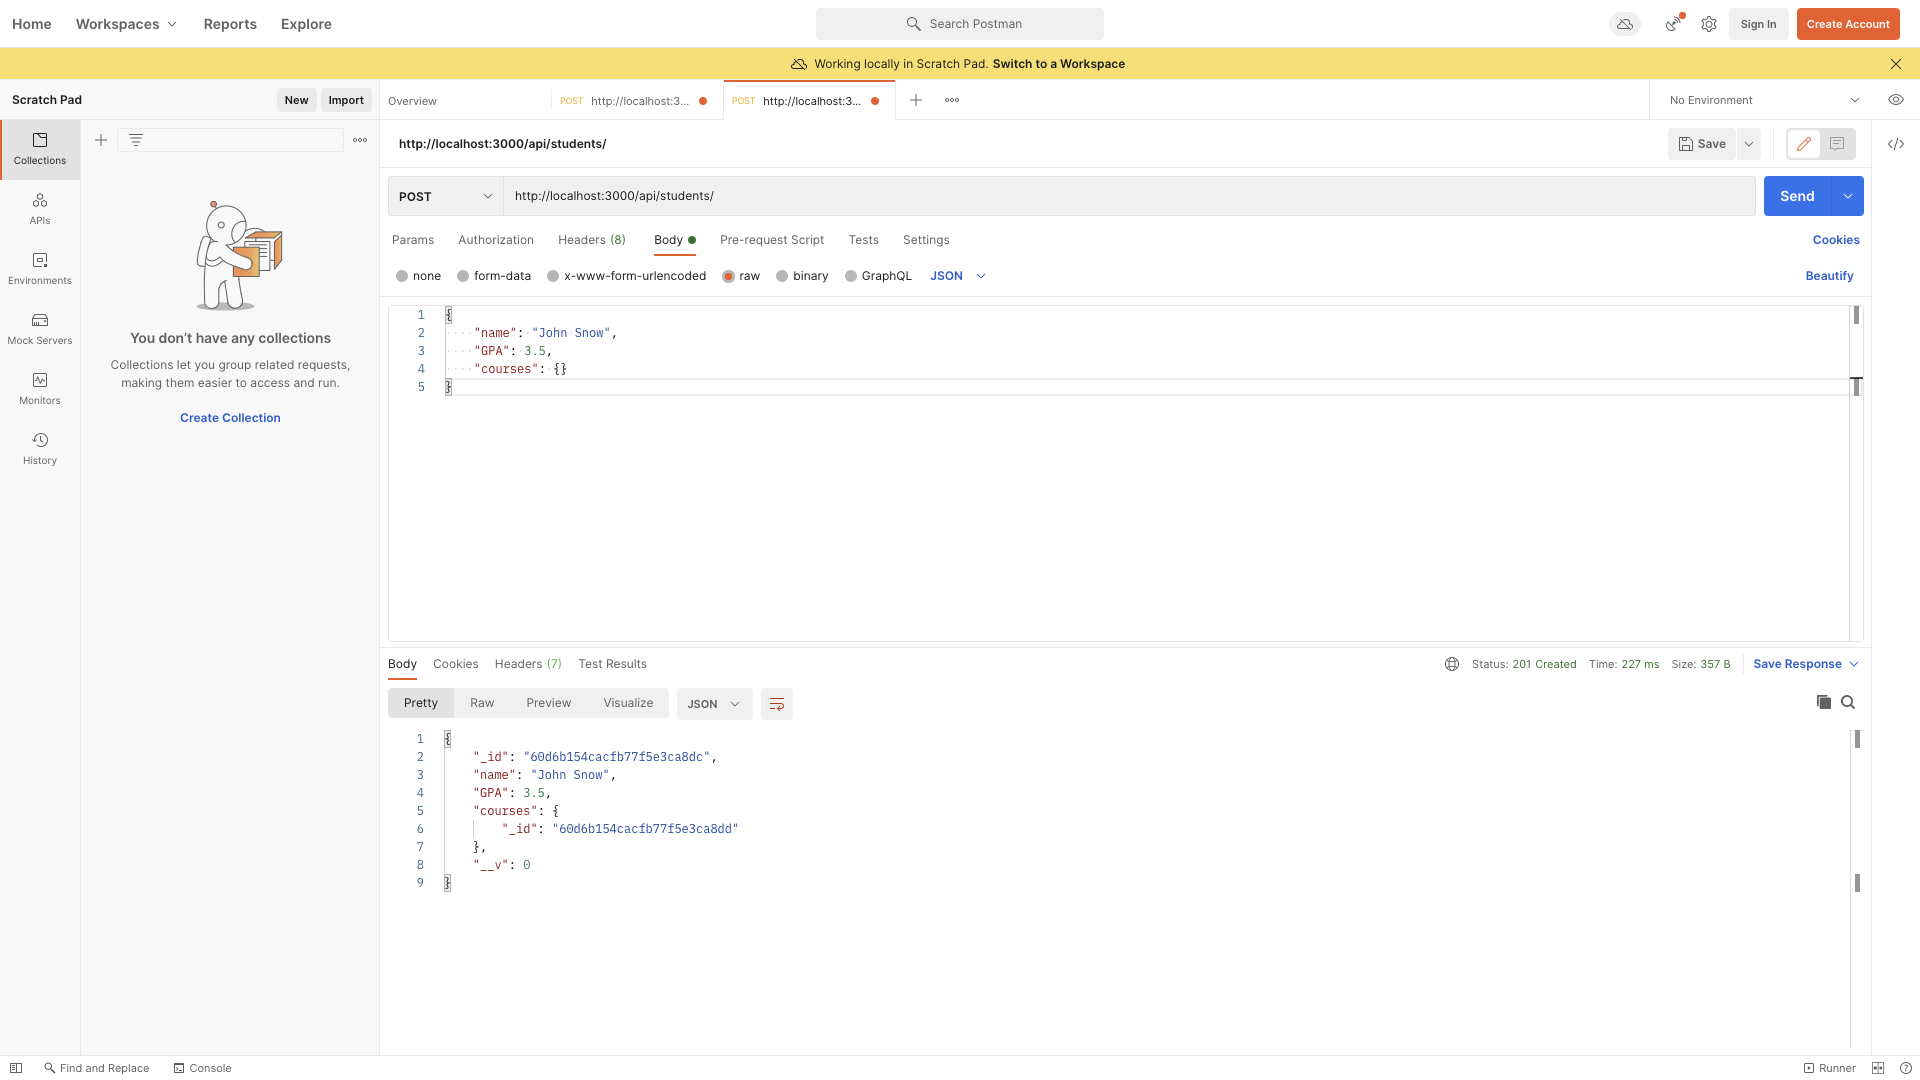 Home Workspaces Reports Explore Search Postman Sign In Create Account
Working locally in Scratch Pad. Switch to a Workspace
Scratch Pad New Import Overview POST http://localhost:3... POST http://localhost:3... No Environment
Collections
APIs
Environments
Mock Servers
Monitors
History
You don’t have any collections
Collections let you group related requests,
making them easier to access and run.
Create Collection
http://localhost:3000/api/students/ Save
POST http://localhost:3000/api/students/ Send
Params Authorization Headers (8) Body Pre-request Script Tests Settings Cookies
none form-data x-www-form-urlencoded raw binary GraphQL JSON Beautify
1 {
2 "name": "John Snow",
3 "GPA": 3.5,
4 "courses": {}
5 }
Body Cookies Headers (7) Test Results Status: 201 Created Time: 227 ms Size: 357 B Save Response
Pretty Raw Preview Visualize JSON
1 {
2 "_id": "60d6b154cacfb77f5e3ca8dc",
3 "name": "John Snow",
4 "GPA": 3.5,
5 "courses": {
6 "_id": "60d6b154cacfb77f5e3ca8dd"
7 },
8 "__v": 0
9 }
Find and Replace Console Runner